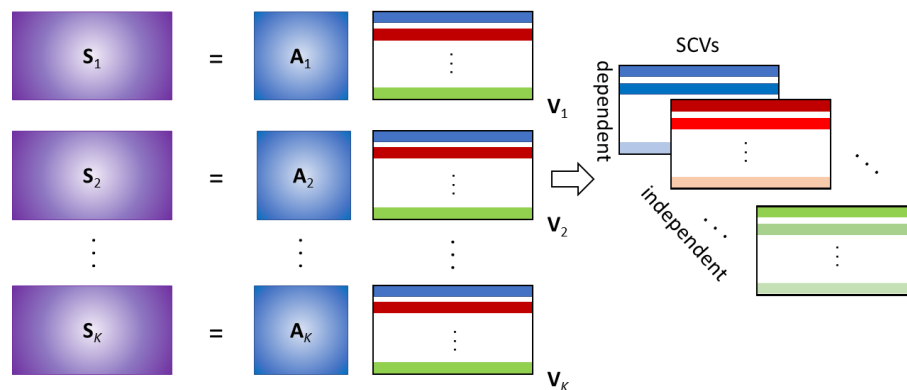 S1 = A1
V1
S2 = A2
V2
SK = AK
VK
SCVs
dependent
independent